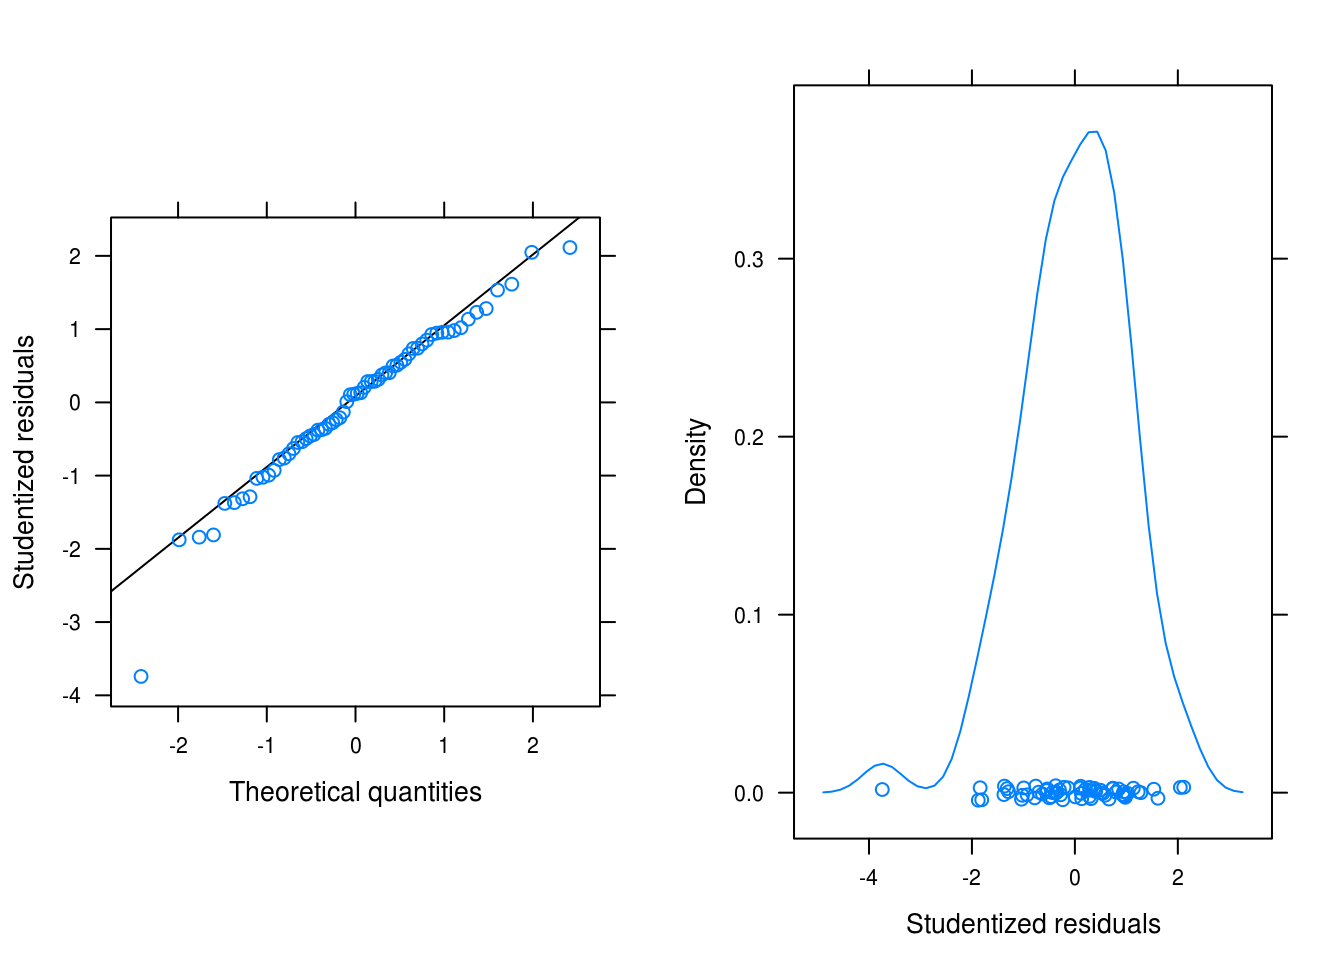 2
1
0
-1
-2
-3
-4
Studentized residuals
-2 -1 0 1 2
Theoretical quantities
0.3
0.2
0.1
0.0
Density
-4 -2 0 2
Studentized residuals